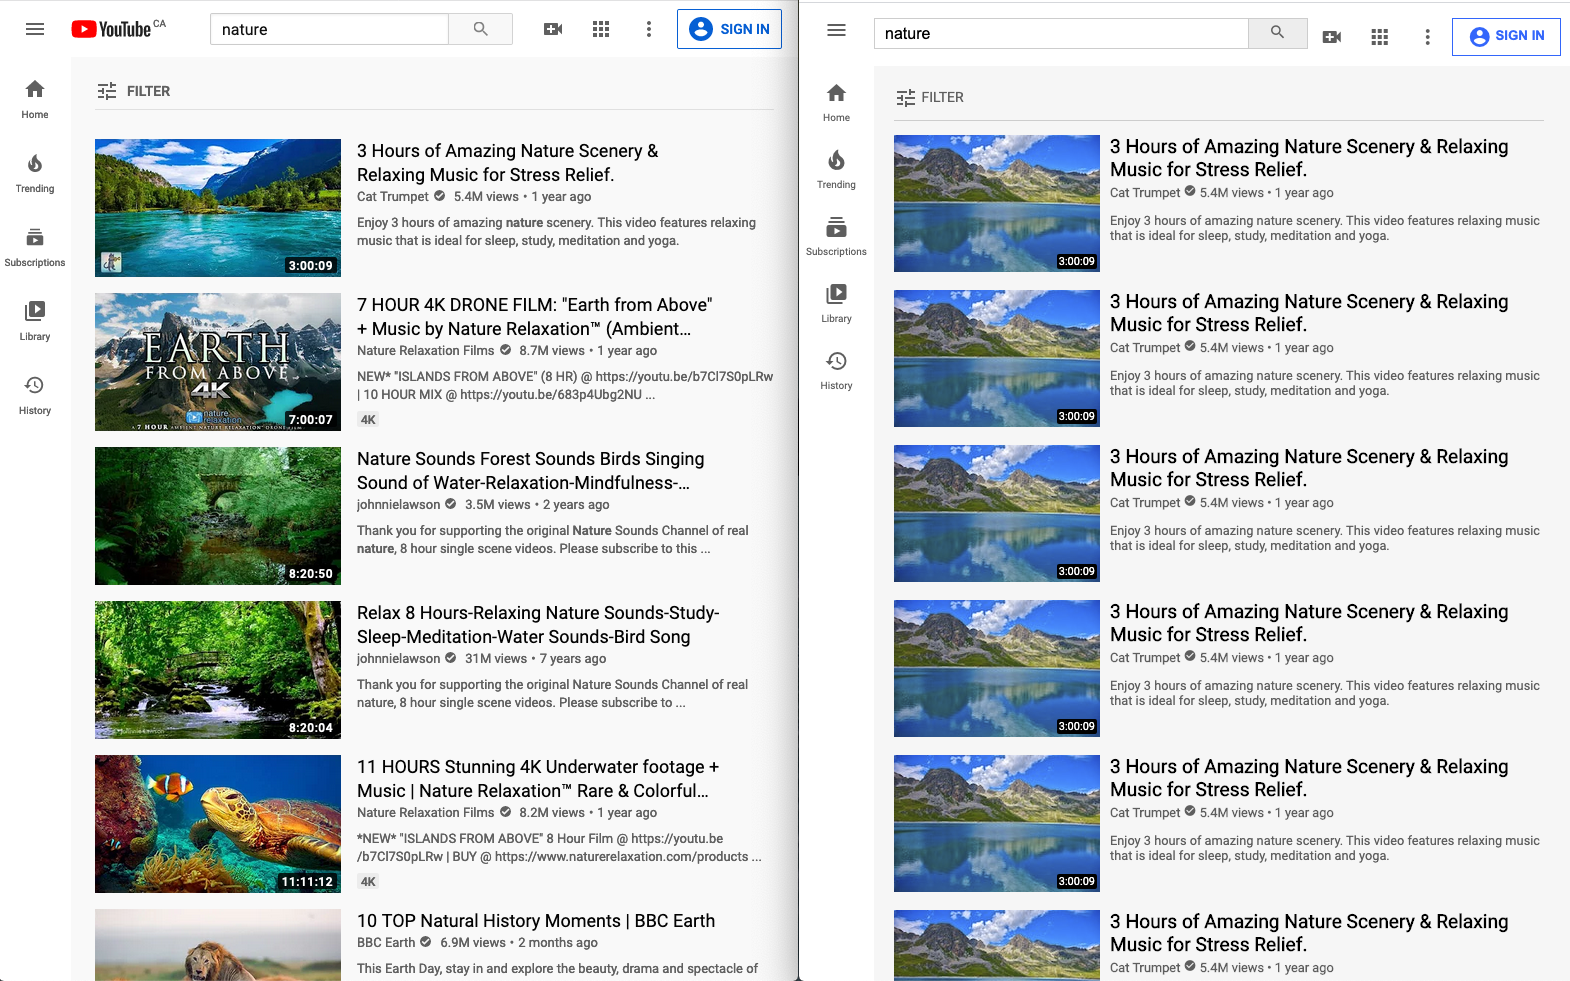 YouTube CA
nature
SIGN IN
Home
Trending
Subscriptions
Library
History
FILTER
3:00:09
3 Hours of Amazing Nature Scenery &
Relaxing Music for Stress Relief.
Cat Trumpet 5.4M views • 1 year ago
Enjoy 3 hours of amazing nature scenery. This video features relaxing
music that is ideal for sleep, study, meditation and yoga.
EARTH
FROM ABOVE
4K
nature
relaxation
A 7 HOUR AMBIENT NATURE RELAXATION DRONE FILM
7:00:07
7 HOUR 4K DRONE FILM: "Earth from Above"
+ Music by Nature Relaxation™ (Ambient...
Nature Relaxation Films 8.7M views • 1 year ago
NEW* "ISLANDS FROM ABOVE" (8 HR) @ https://youtu.be/b7Cl7S0pLRw
| 10 HOUR MIX @ https://youtu.be/683p4Ubg2NU ...
4K
8:20:50
Nature Sounds Forest Sounds Birds Singing
Sound of Water-Relaxation-Mindfulness-...
johnnielawson 3.5M views • 2 years ago
Thank you for supporting the original Nature Sounds Channel of real
nature, 8 hour single scene videos. Please subscribe to this ...
8:20:04
Relax 8 Hours-Relaxing Nature Sounds-Study-
Sleep-Meditation-Water Sounds-Bird Song
johnnielawson 31M views • 7 years ago
Thank you for supporting the original Nature Sounds Channel of real
nature, 8 hour single scene videos. Please subscribe to ...
11:11:12
11 HOURS Stunning 4K Underwater footage +
Music | Nature Relaxation™ Rare & Colorful...
Nature Relaxation Films 8.2M views • 1 year ago
*NEW* "ISLANDS FROM ABOVE" 8 Hour Film @ https://youtu.be
/b7Cl7S0pLRw | BUY @ https://www.naturerelaxation.com/products ...
4K
10 TOP Natural History Moments | BBC Earth
BBC Earth 6.9M views • 2 months ago
This Earth Day, stay in and explore the beauty, drama and spectacle of
nature
SIGN IN
Home
Trending
Subscriptions
Library
History
FILTER
3:00:09
3 Hours of Amazing Nature Scenery & Relaxing
Music for Stress Relief.
Cat Trumpet 5.4M views • 1 year ago
Enjoy 3 hours of amazing nature scenery. This video features relaxing music
that is ideal for sleep, study, meditation and yoga.
3:00:09
3 Hours of Amazing Nature Scenery & Relaxing
Music for Stress Relief.
Cat Trumpet 5.4M views • 1 year ago
Enjoy 3 hours of amazing nature scenery. This video features relaxing music
that is ideal for sleep, study, meditation and yoga.
3:00:09
3 Hours of Amazing Nature Scenery & Relaxing
Music for Stress Relief.
Cat Trumpet 5.4M views • 1 year ago
Enjoy 3 hours of amazing nature scenery. This video features relaxing music
that is ideal for sleep, study, meditation and yoga.
3:00:09
3 Hours of Amazing Nature Scenery & Relaxing
Music for Stress Relief.
Cat Trumpet 5.4M views • 1 year ago
Enjoy 3 hours of amazing nature scenery. This video features relaxing music
that is ideal for sleep, study, meditation and yoga.
3:00:09
3 Hours of Amazing Nature Scenery & Relaxing
Music for Stress Relief.
Cat Trumpet 5.4M views • 1 year ago
Enjoy 3 hours of amazing nature scenery. This video features relaxing music
that is ideal for sleep, study, meditation and yoga.
3 Hours of Amazing Nature Scenery & Relaxing
Music for Stress Relief.
Cat Trumpet 5.4M views • 1 year ago